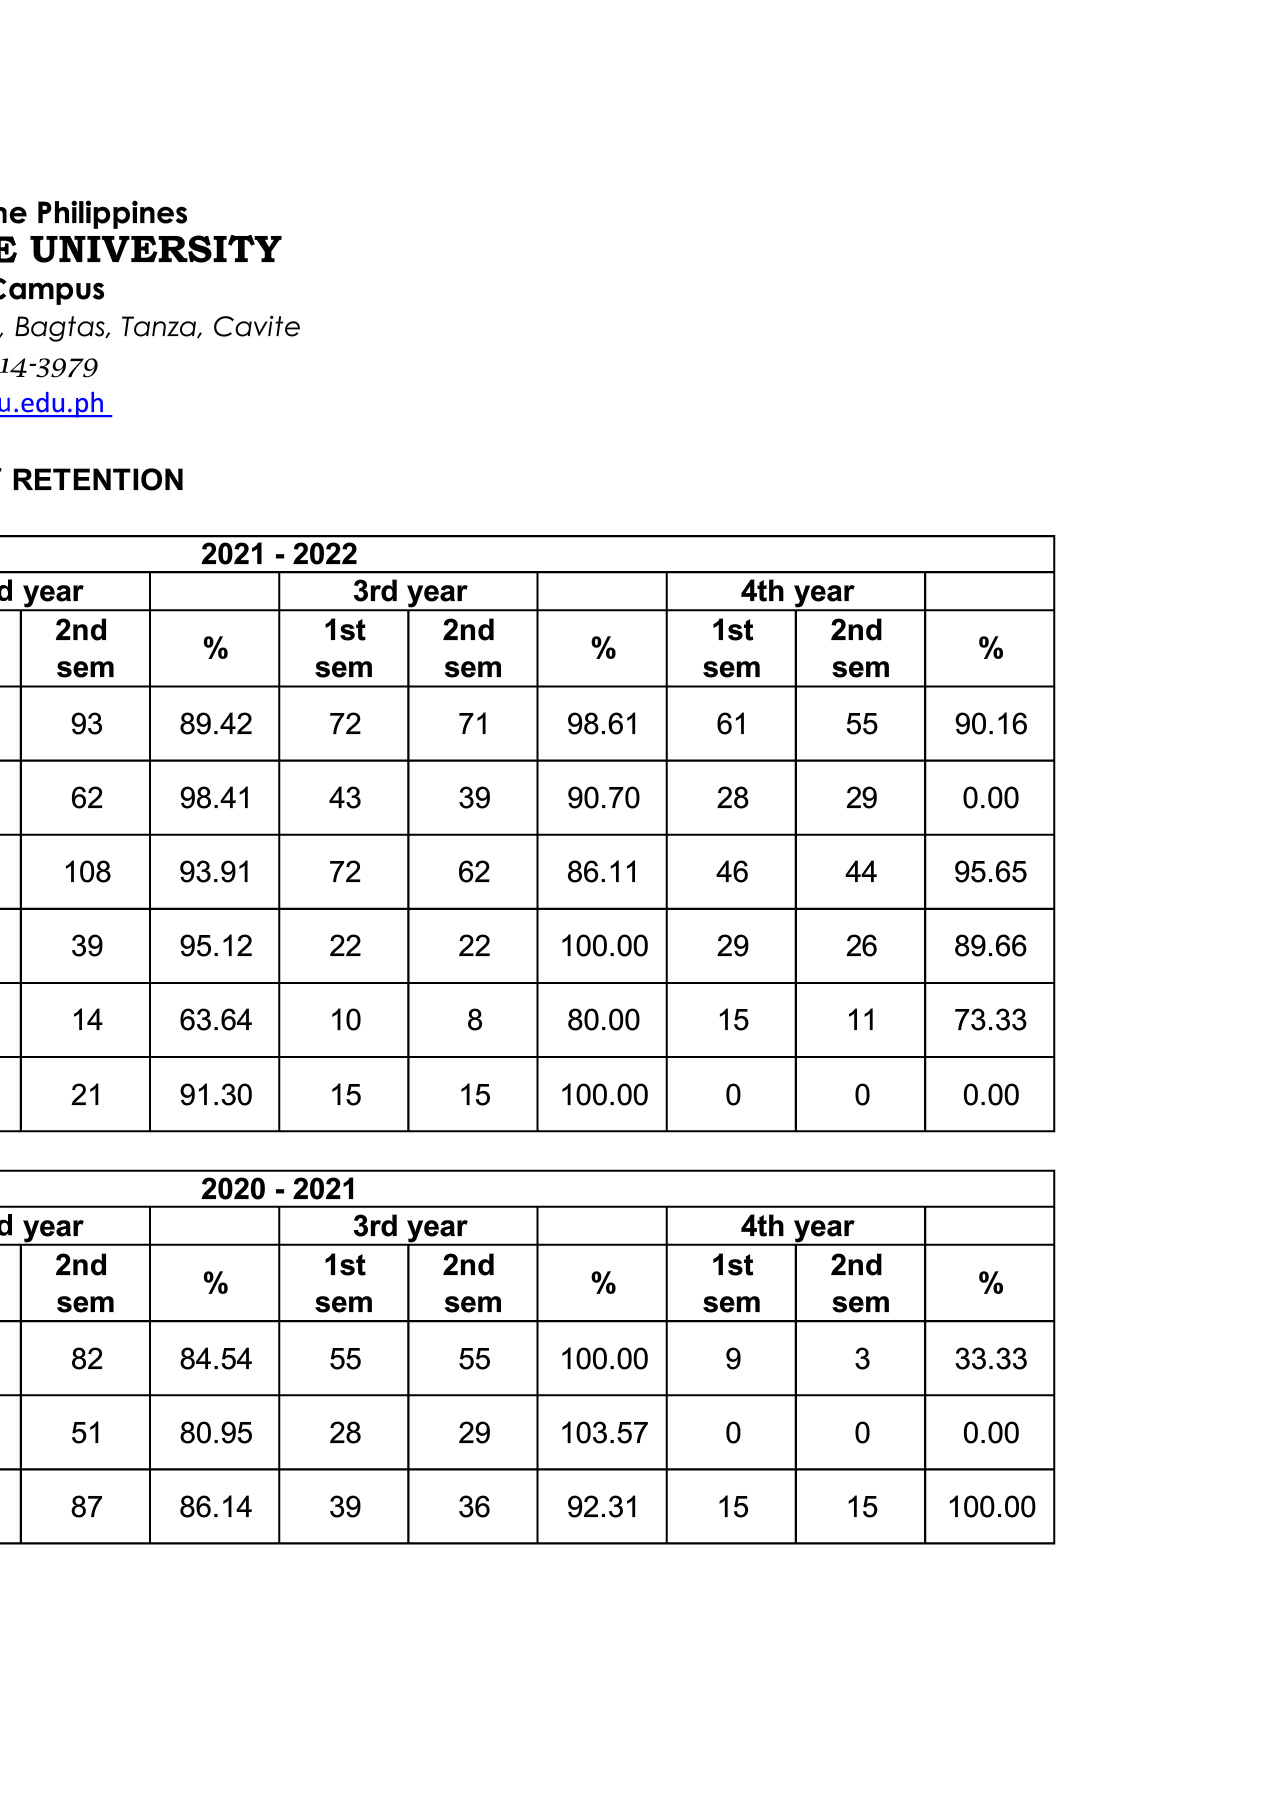 ne Philippines
E UNIVERSITY
Campus
, Bagtas, Tanza, Cavite
14-3979
u.edu.ph
RETENTION
2021 - 2022
d year 3rd year 4th year
2nd sem % 1st sem 2nd sem % 1st sem 2nd sem %
93 89.42 72 71 98.61 61 55 90.16
62 98.41 43 39 90.70 28 29 0.00
108 93.91 72 62 86.11 46 44 95.65
39 95.12 22 22 100.00 29 26 89.66
14 63.64 10 8 80.00 15 11 73.33
21 91.30 15 15 100.00 0 0 0.00
2020 - 2021
d year 3rd year 4th year
2nd sem % 1st sem 2nd sem % 1st sem 2nd sem %
82 84.54 55 55 100.00 9 3 33.33
51 80.95 28 29 103.57 0 0 0.00
87 86.14 39 36 92.31 15 15 100.00